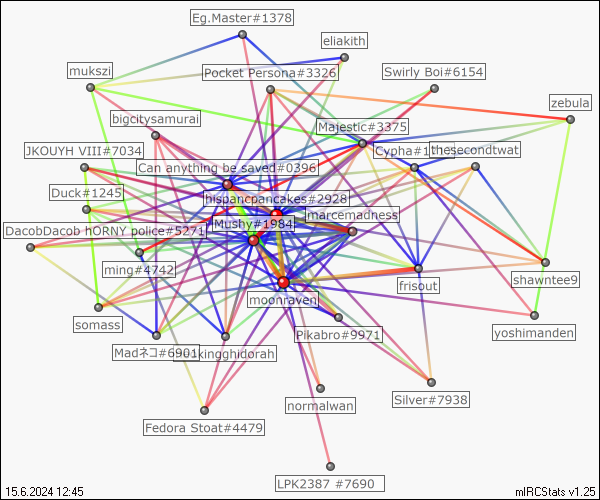 Eg.Master#1378
eliakith
mukszi
Pocket Persona#3326
Swirly Boi#6154
zebula
bigcitysamurai
Majestic#3375
JKOUYH VIII#7034
Cypha#1
thesecondtwat
Can anything be saved#0396
Duck#1245
hispancpancakes#2928
jmarcemadness
DacobDacob hORNY police#5271
Mushy#1984
ming#4742
shawntee9
frisout
moonraven
somass
yoshimanden
Pikabro#9971
Madネコ#6901
kingghidorah
normalwan
Silver#7938
Fedora Stoat#4479
LPK2387 #7690
15.6.2024 12:45
mIRCStats v1.25